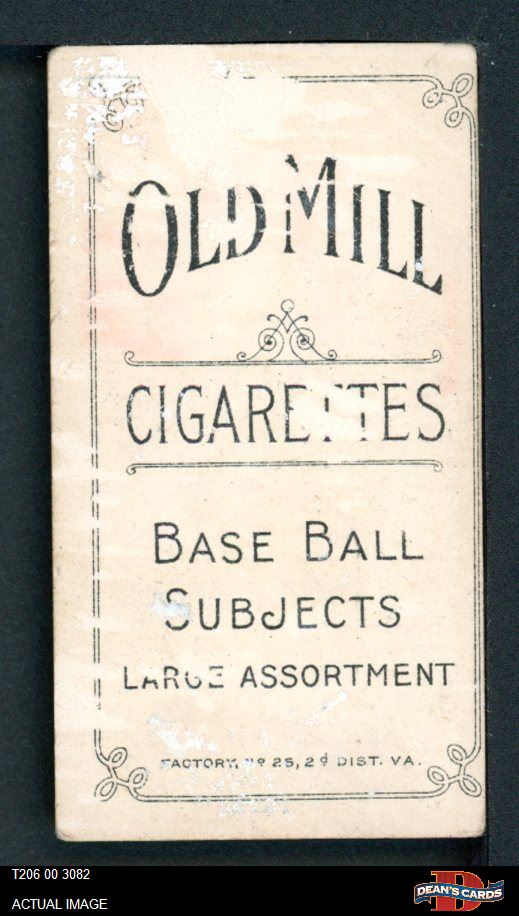 OLD MILL
CIGARETTES
BASE BALL
SUBJECTS
LARGE ASSORTMENT
FACTORY, Nº 25, 2d DIST. VA.
T206 00 3082
ACTUAL IMAGE
D
DEAN'S CARDS